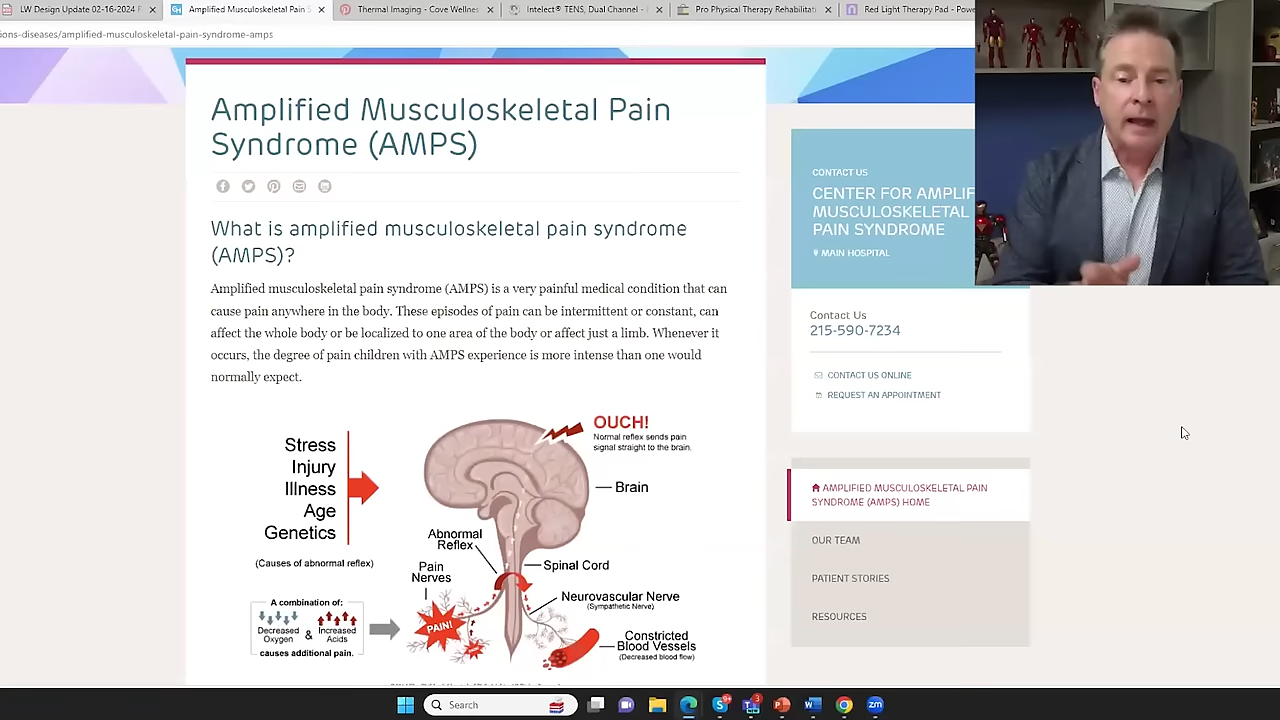 LW Design Update 02-16-2024
Amplified Musculoskeletal Pain
Thermal Imaging - Cove Wellnes
Intelect® TENS, Dual Channel -
Pro Physical Therapy Rehabilitati
Red Light Therapy Pad - Pow
ions-diseases/amplified-musculoskeletal-pain-syndrome-amps
Amplified Musculoskeletal Pain
Syndrome (AMPS)
What is amplified musculoskeletal pain syndrome
(AMPS)?
Amplified musculoskeletal pain syndrome (AMPS) is a very painful medical condition that can
cause pain anywhere in the body. These episodes of pain can be intermittent or constant, can
affect the whole body or be localized to one area of the body or affect just a limb. Whenever it
occurs, the degree of pain children with AMPS experience is more intense than one would
normally expect.
Stress
Injury
Illness
Age
Genetics
(Causes of abnormal reflex)
A combination of:
Decreased
Oxygen
&
Increased
Acids
causes additional pain.
OUCH!
Normal reflex sends pain
signal straight to the brain.
Brain
Abnormal
Reflex
Spinal Cord
Pain
Nerves
PAIN!
Neurovascular Nerve
(Sympathetic Nerve)
Constricted
Blood Vessels
(Decreased blood flow)
CONTACT US
CENTER FOR AMPLIF
MUSCULOSKELETAL
PAIN SYNDROME
MAIN HOSPITAL
Contact Us
215-590-7234
CONTACT US ONLINE
REQUEST AN APPOINTMENT
AMPLIFIED MUSCULOSKELETAL PAIN
SYNDROME (AMPS) HOME
OUR TEAM
PATIENT STORIES
RESOURCES
Search